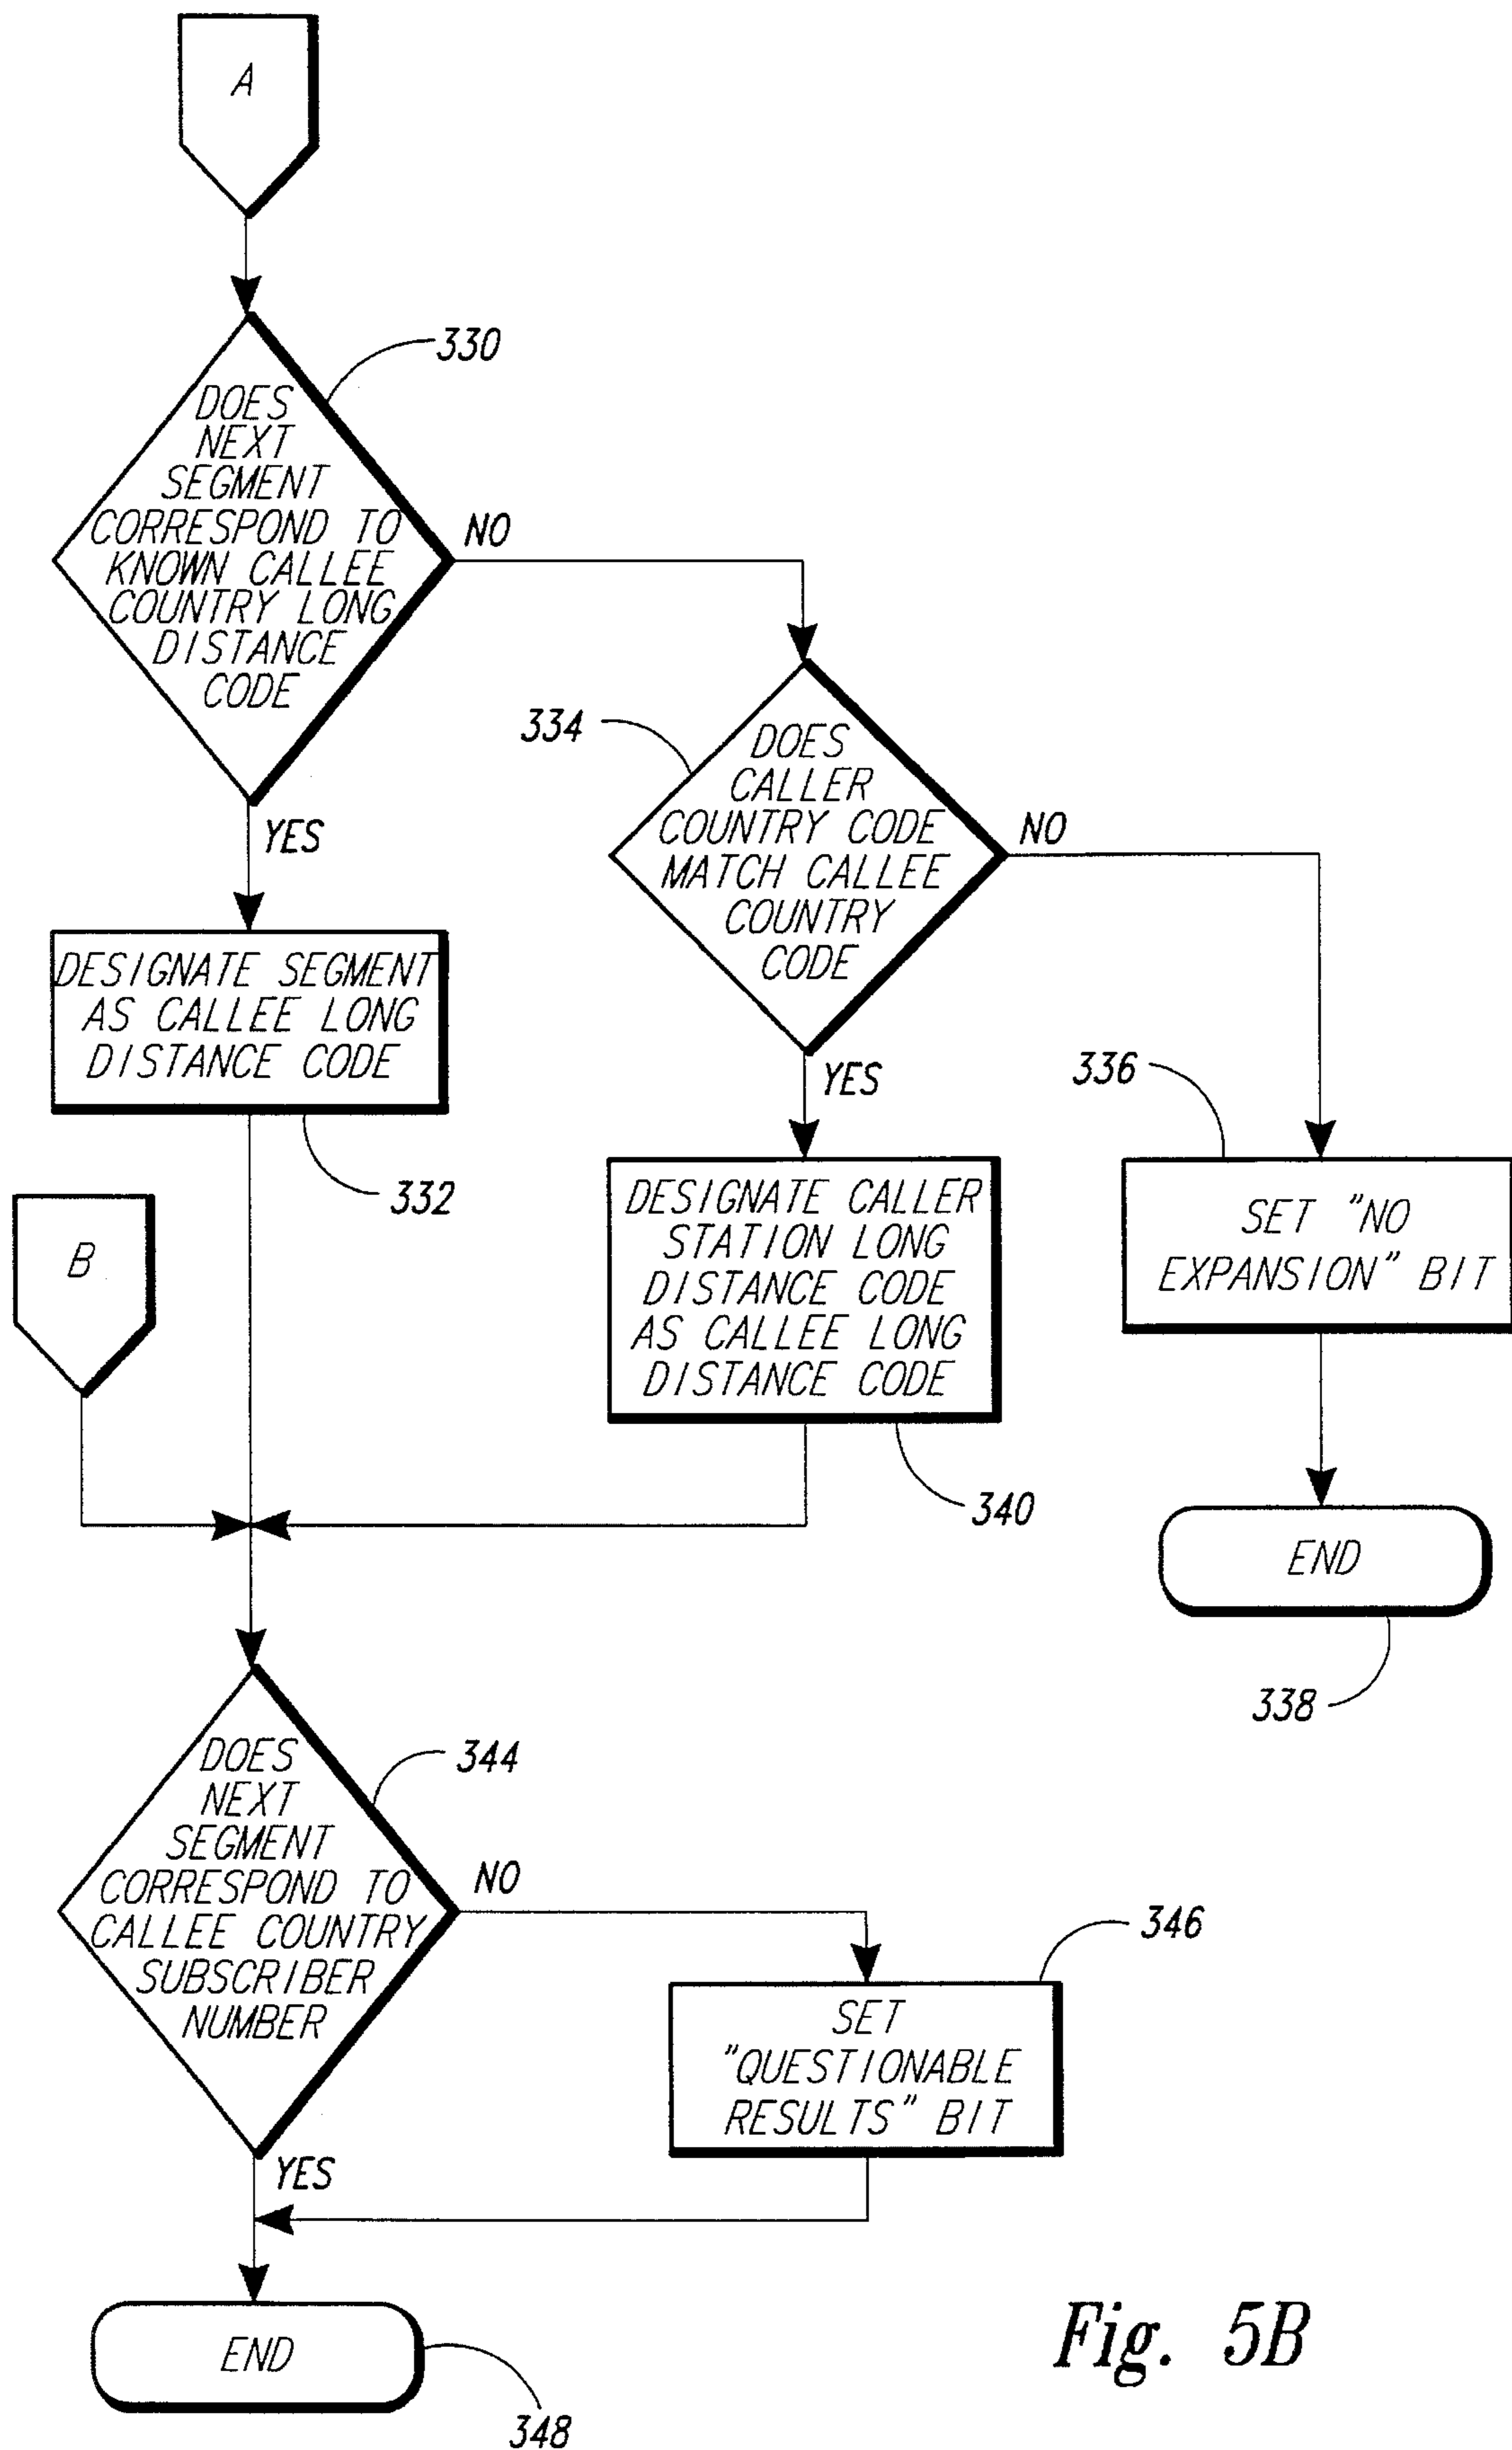 A
330
DOES
NEXT
SEGMENT
CORRESPOND TO
KNOWN CALLEE
COUNTRY LONG
DISTANCE
CODE
NO
YES
334
DOES
CALLER
COUNTRY CODE
MATCH CALLEE
COUNTRY
CODE
NO
YES
DESIGNATE SEGMENT
AS CALLEE LONG
DISTANCE CODE
332
336
SET "NO
EXPANSION" BIT
DESIGNATE CALLER
STATION LONG
DISTANCE CODE
AS CALLEE LONG
DISTANCE CODE
340
B
END
338
344
DOES
NEXT
SEGMENT
CORRESPOND TO
CALLEE COUNTRY
SUBSCRIBER
NUMBER
NO
YES
346
SET
"QUESTIONABLE
RESULTS" BIT
END
348
Fig. 5B